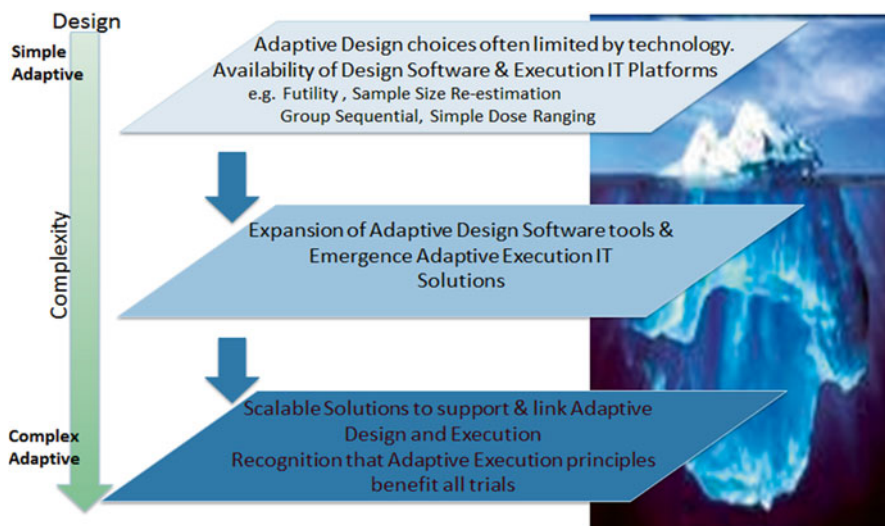 Design
Simple
Adaptive
Complexity
Complex
Adaptive
Adaptive Design choices often limited by technology.
Availability of Design Software & Execution IT Platforms
e.g. Futility , Sample Size Re-estimation
Group Sequential, Simple Dose Ranging
Expansion of Adaptive Design Software tools &
Emergence Adaptive Execution IT
Solutions
Scalable Solutions to support & link Adaptive
Design and Execution
Recognition that Adaptive Execution principles
benefit all trials